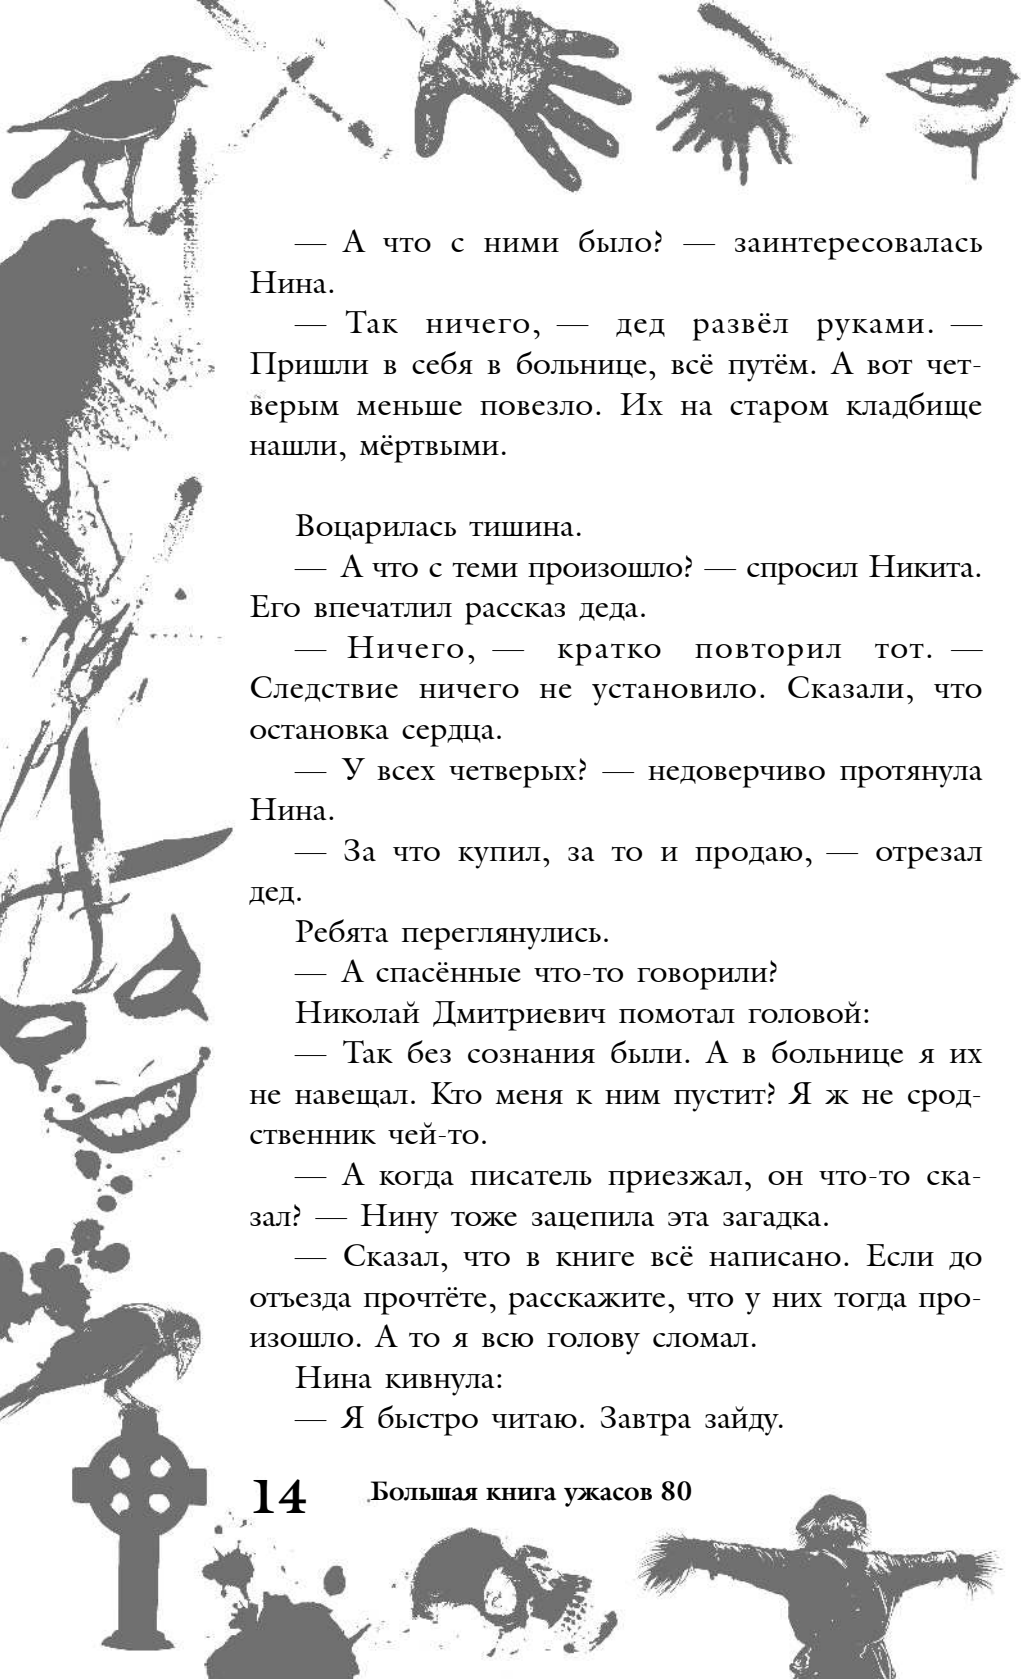 — А что с ними было? — заинтересовалась
Нина.
— Так ничего, — дед развёл руками. —
Пришли в себя в больнице, всё путём. А вот чет-
верым меньше повезло. Их на старом кладбище
нашли, мёртвыми.
Воцарилась тишина.
— А что с теми произошло? — спросил Никита.
Его впечатлил рассказ деда.
— Ничего, — кратко повторил тот. —
Следствие ничего не установило. Сказали, что
остановка сердца.
— У всех четверых? — недоверчиво протянула
Нина.
— За что купил, за то и продаю, — отрезал
дед.
Ребята переглянулись.
— А спасённые что-то говорили?
Николай Дмитриевич помотал головой:
— Так без сознания были. А в больнице я их
не навещал. Кто меня к ним пустит? Я ж не срод-
ственник чей-то.
— А когда писатель приезжал, он что-то ска-
зал? — Нину тоже зацепила эта загадка.
— Сказал, что в книге всё написано. Если до
отъезда прочтёте, расскажите, что у них тогда про-
изошло. А то я всю голову сломал.
Нина кивнула:
— Я быстро читаю. Завтра зайду.
14 Большая книга ужасов 80